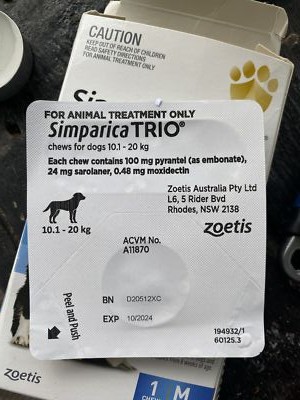 CAUTION
KEEP OUT OF REACH OF CHILDREN
READ SAFETY DIRECTIONS
FOR ANIMAL TREATMENT ONLY
FOR ANIMAL TREATMENT ONLY
Simparica TRIO®
chews for dogs 10.1 - 20 kg
Each chew contains 100 mg pyrantel (as embonate),
24 mg sarolaner, 0.48 mg moxidectin
Zoetis Australia Pty Ltd
L6, 5 Rider Bvd
Rhodes, NSW 2138
zoetis
10.1 - 20 kg
ACVM No.
A11870
Peel and Push
BN D20512XC
EXP 10/2024
194932/1
60125.3
zoetis
1 M